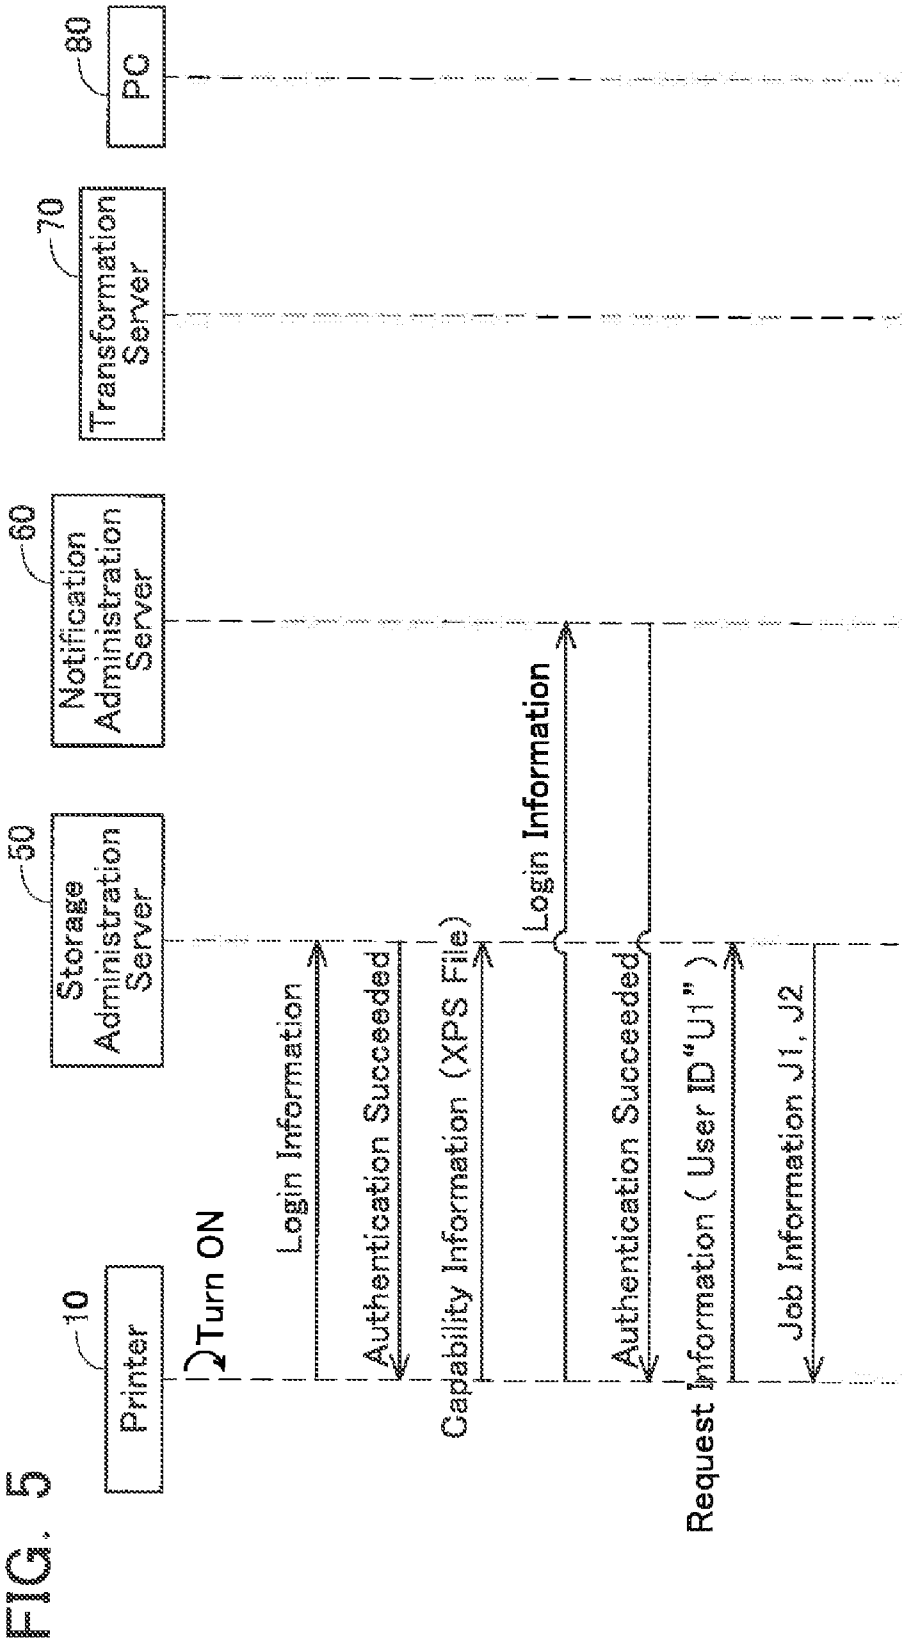 FIG. 5
10
Printer
50
Storage
Administration
Server
60
Notification
Administration
Server
70
Transformation
Server
80
PC
Turn ON
Login Information
Authentication Succeeded
Capability Information (XPS File)
Login Information
Authentication Succeeded
Request Information ( User ID“U1” )
Job Information J1, J2